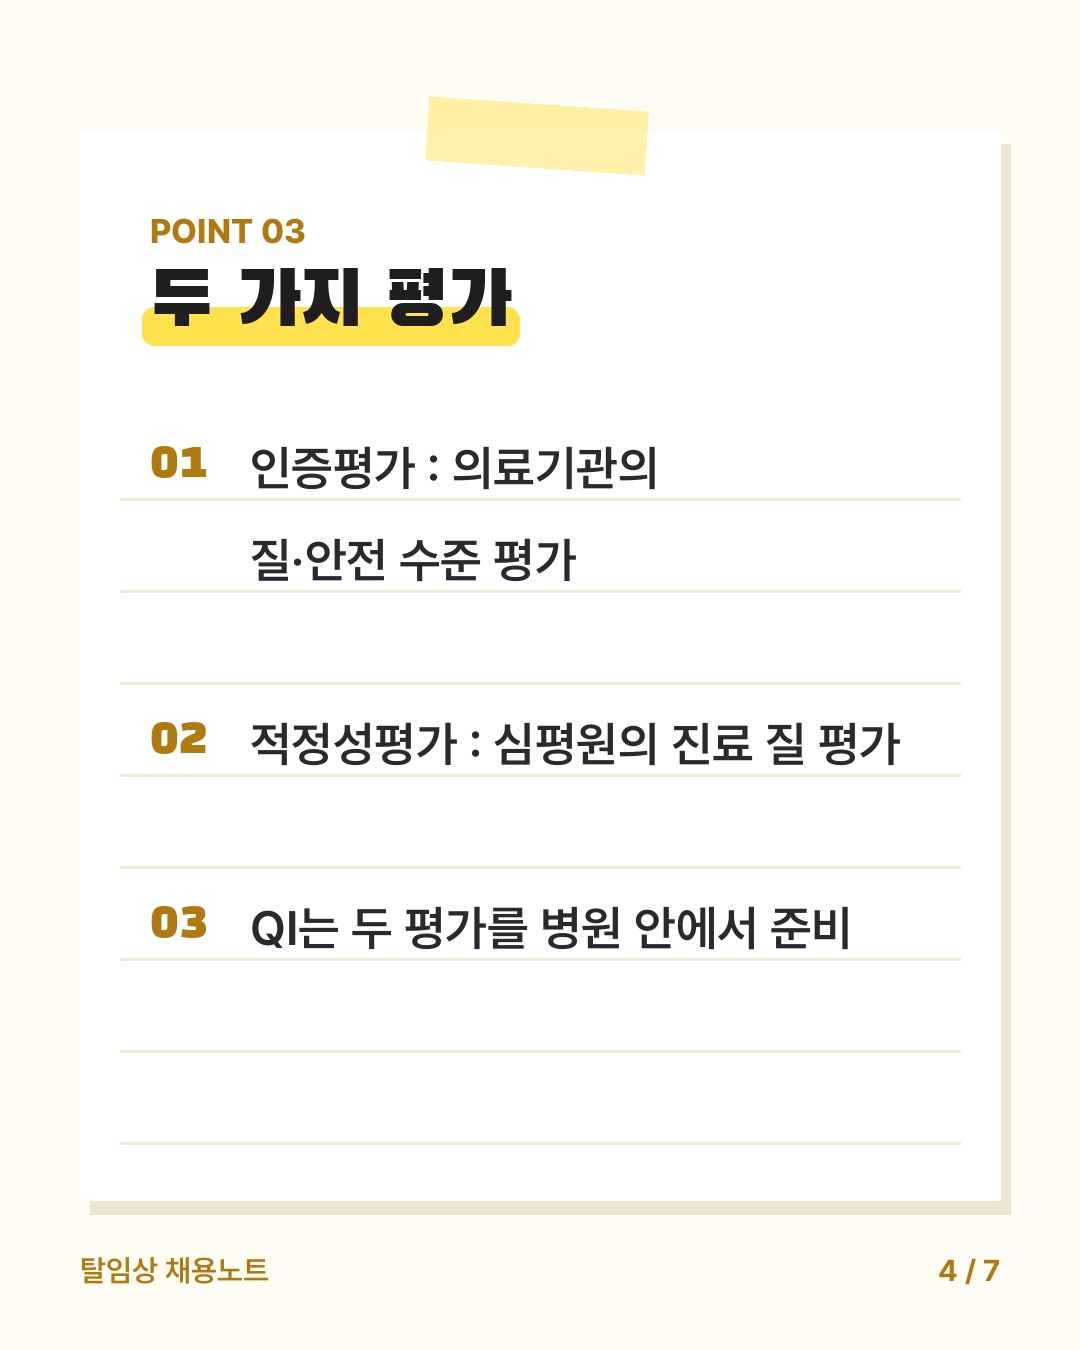 POINT 03
두 가지 평가
01 인증평가 : 의료기관의
질·안전 수준 평가
02 적정성평가 : 심평원의 진료 질 평가
03 QI는 두 평가를 병원 안에서 준비
탈임상 채용노트 4 / 7